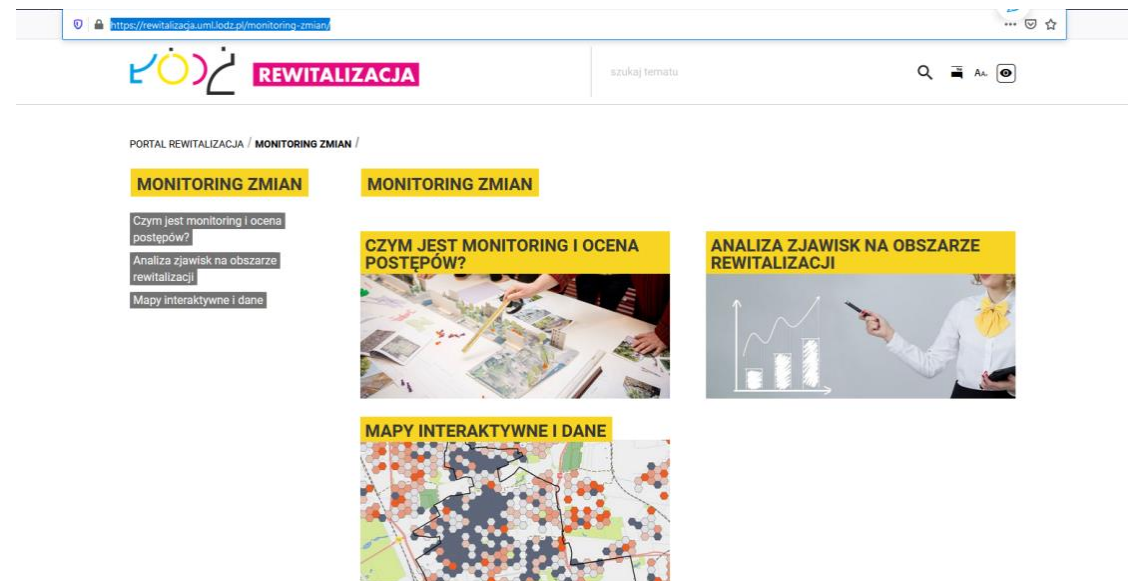 https://rewitalizacja.uml.lodz.pl/monitoring-zmian/
ŁÓDŹ REWITALIZACJA
szukaj tematu
AA.
PORTAL REWITALIZACJA / MONITORING ZMIAN /
MONITORING ZMIAN
Czym jest monitoring i ocena
postępów?
Analiza zjawisk na obszarze
rewitalizacji
Mapy interaktywne i dane
MONITORING ZMIAN
CZYM JEST MONITORING I OCENA
POSTĘPÓW?
ANALIZA ZJAWISK NA OBSZARZE
REWITALIZACJI
MAPY INTERAKTYWNE I DANE